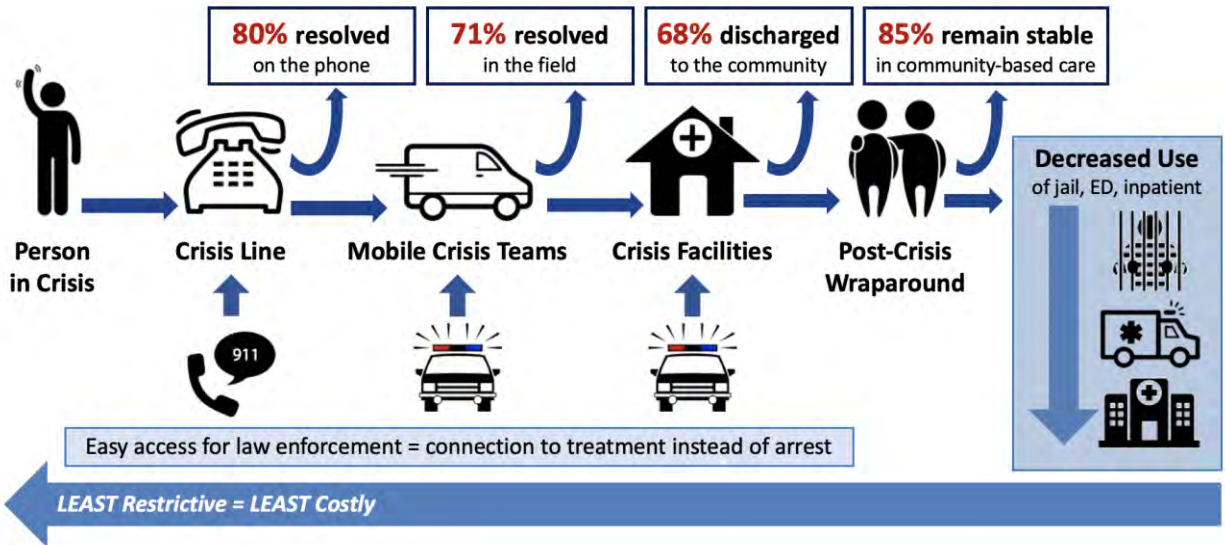 80% resolved
on the phone
71% resolved
in the field
68% discharged
to the community
85% remain stable
in community-based care
Person
in Crisis
Crisis Line
Mobile Crisis Teams
Crisis Facilities
Post-Crisis
Wraparound
Decreased Use
of jail, ED, inpatient
911
Easy access for law enforcement = connection to treatment instead of arrest
LEAST Restrictive = LEAST Costly